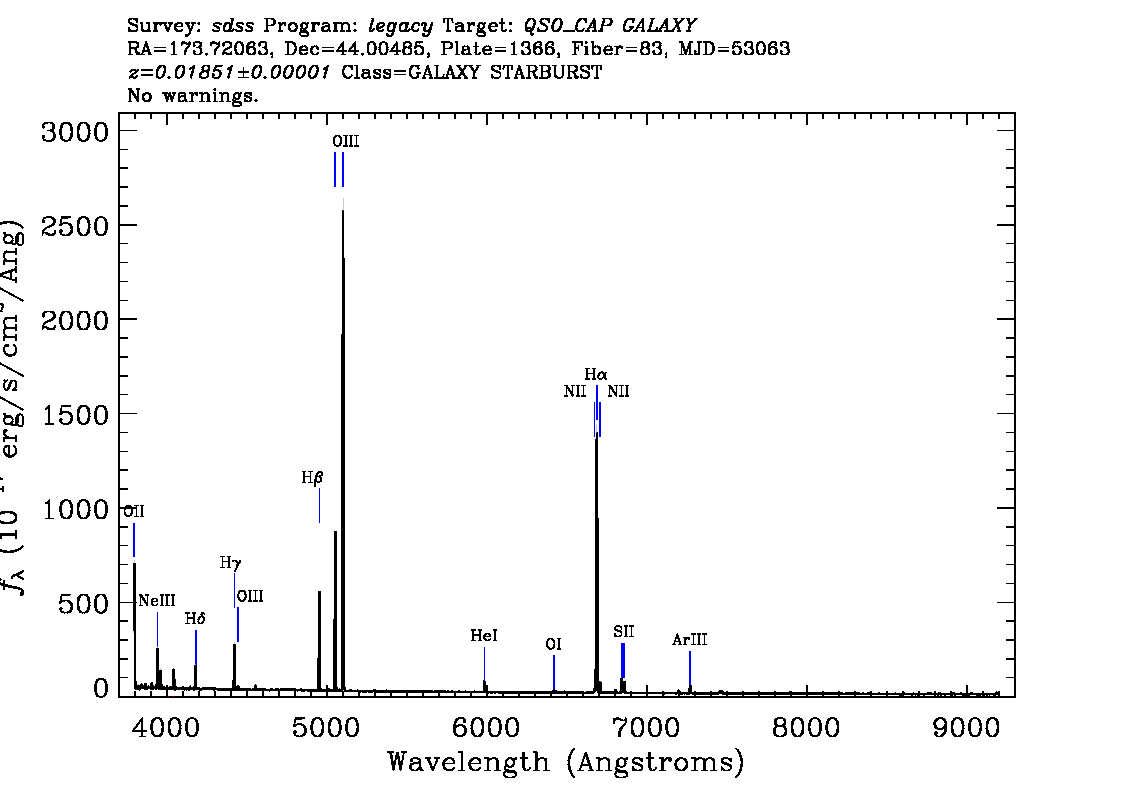 Survey: sdss Program: legacy Target: QSO_CAP GALAXY
RA=173.72063, Dec=44.00485, Plate=1366, Fiber=83, MJD=53063
z=0.01851±0.00001 Class=GALAXY STARBURST
No warnings.
3000
2500
2000
1500
1000
500
0
OIII
Hα
NII NII
Hβ
OII
Hγ
OIII
NeIII
Hδ
HeI
OI
SII
ArIII
4000 5000 6000 7000 8000 9000
Wavelength (Angstroms)
fλ (10 erg/s/cm /Ang)